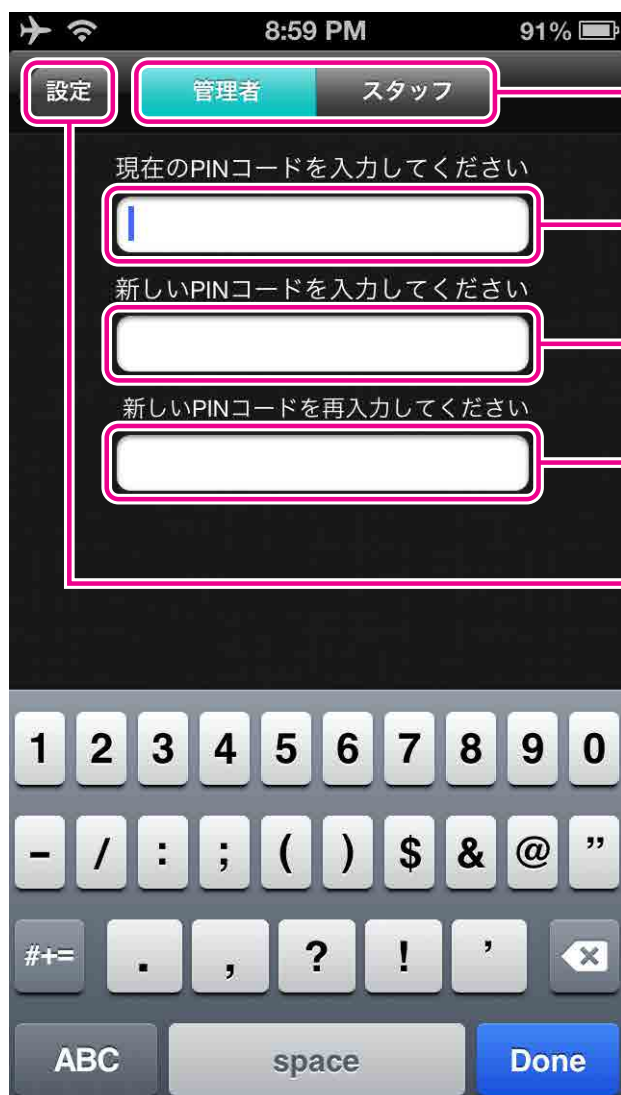 8:59 PM 91%
設定 管理者 スタッフ
現在のPINコードを入力してください
新しいPINコードを入力してください
新しいPINコードを再入力してください
1 2 3 4 5 6 7 8 9 0
- / : ; ( ) $ & @ ”
#+= . , ? ! ’
ABC space Done